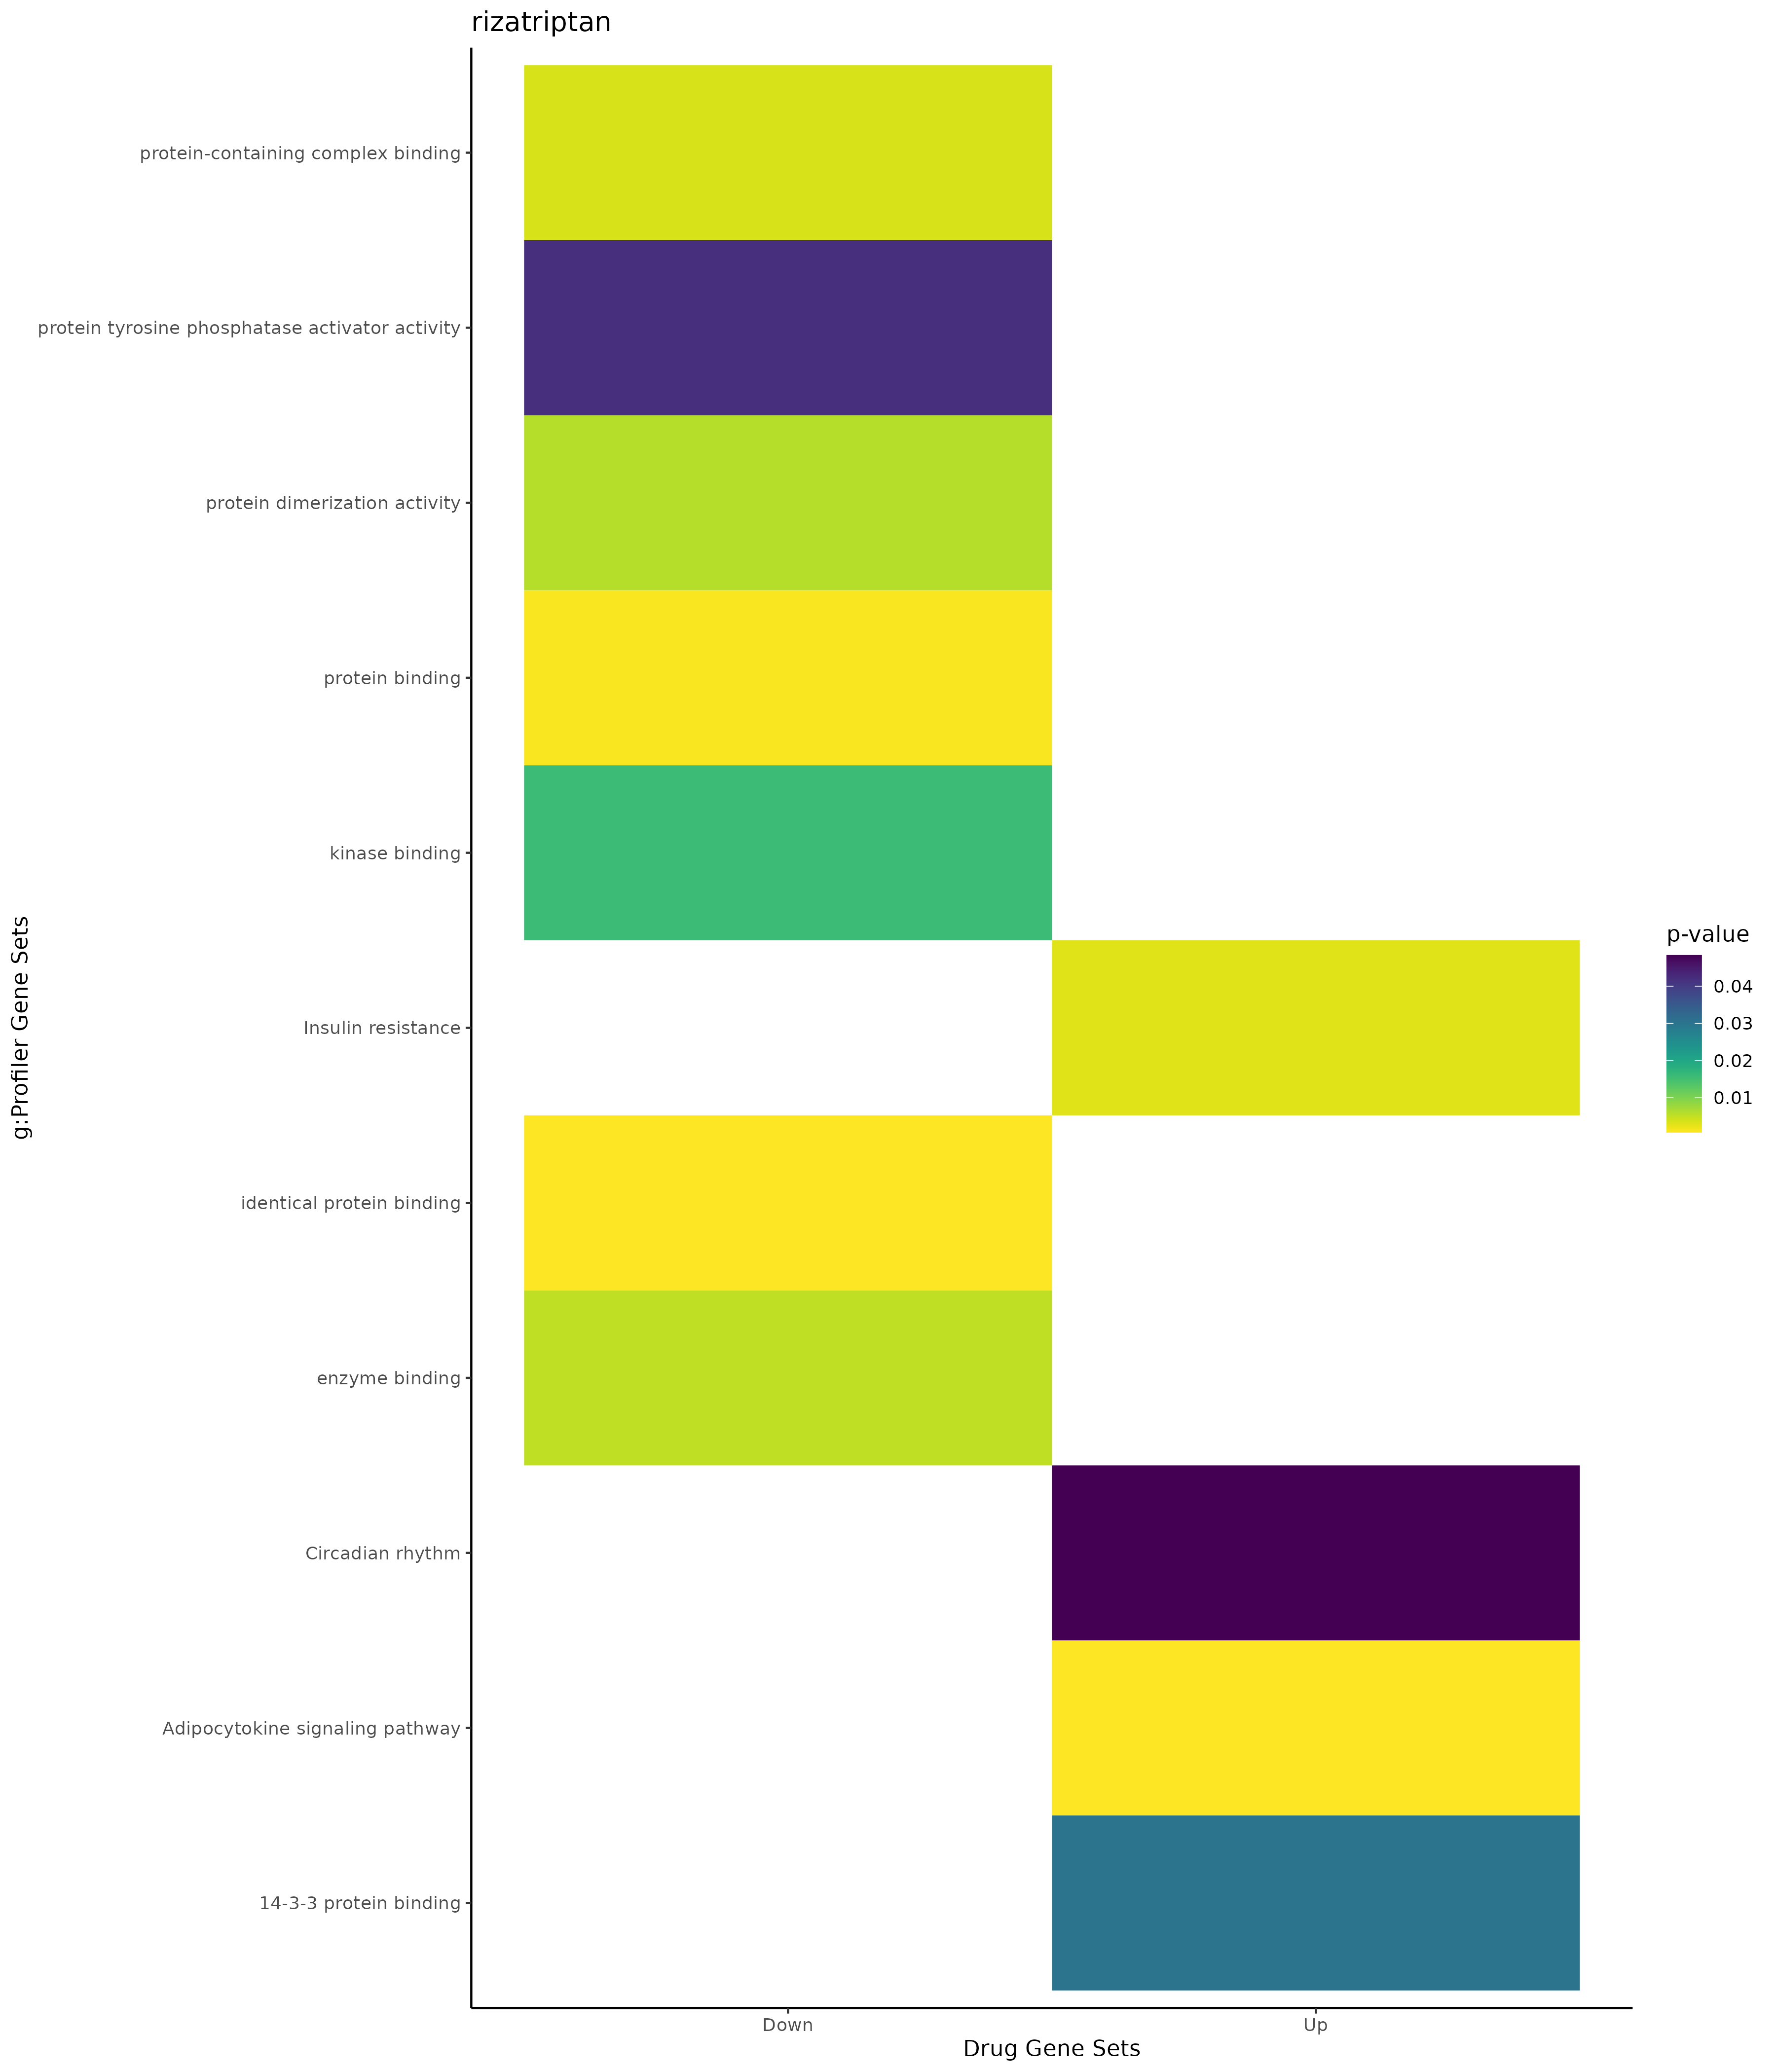 rizatriptan
protein-containing complex binding
protein tyrosine phosphatase activator activity
protein dimerization activity
protein binding
kinase binding
Insulin resistance
identical protein binding
enzyme binding
Circadian rhythm
Adipocytokine signaling pathway
14-3-3 protein binding
g:Profiler Gene Sets
Down
Up
Drug Gene Sets
p-value
0.04
0.03
0.02
0.01